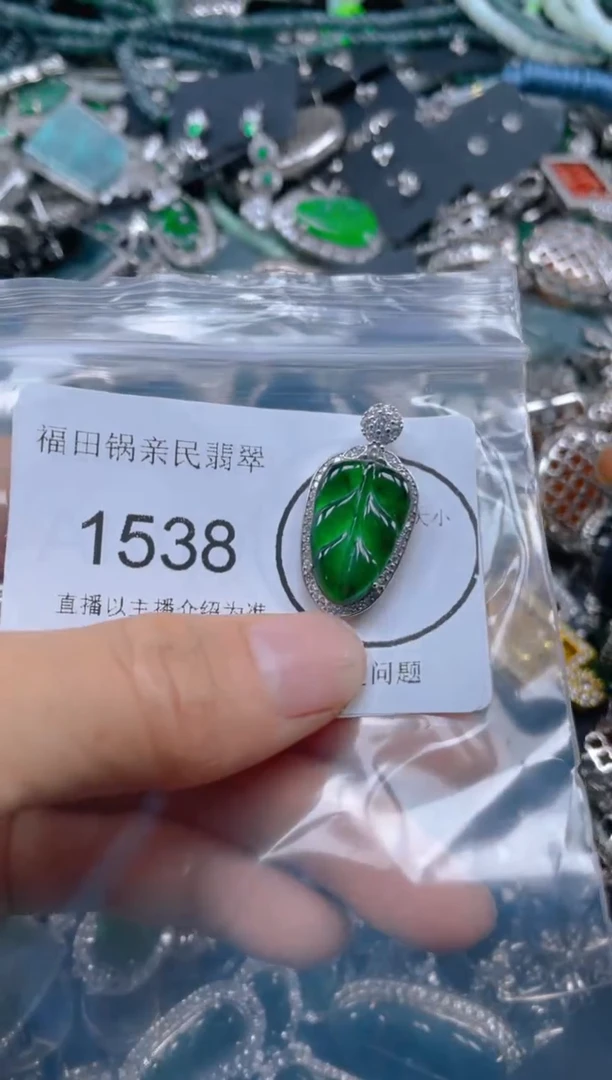 福田锅亲民翡翠
1538
大小
直播以主播介绍为准
问题